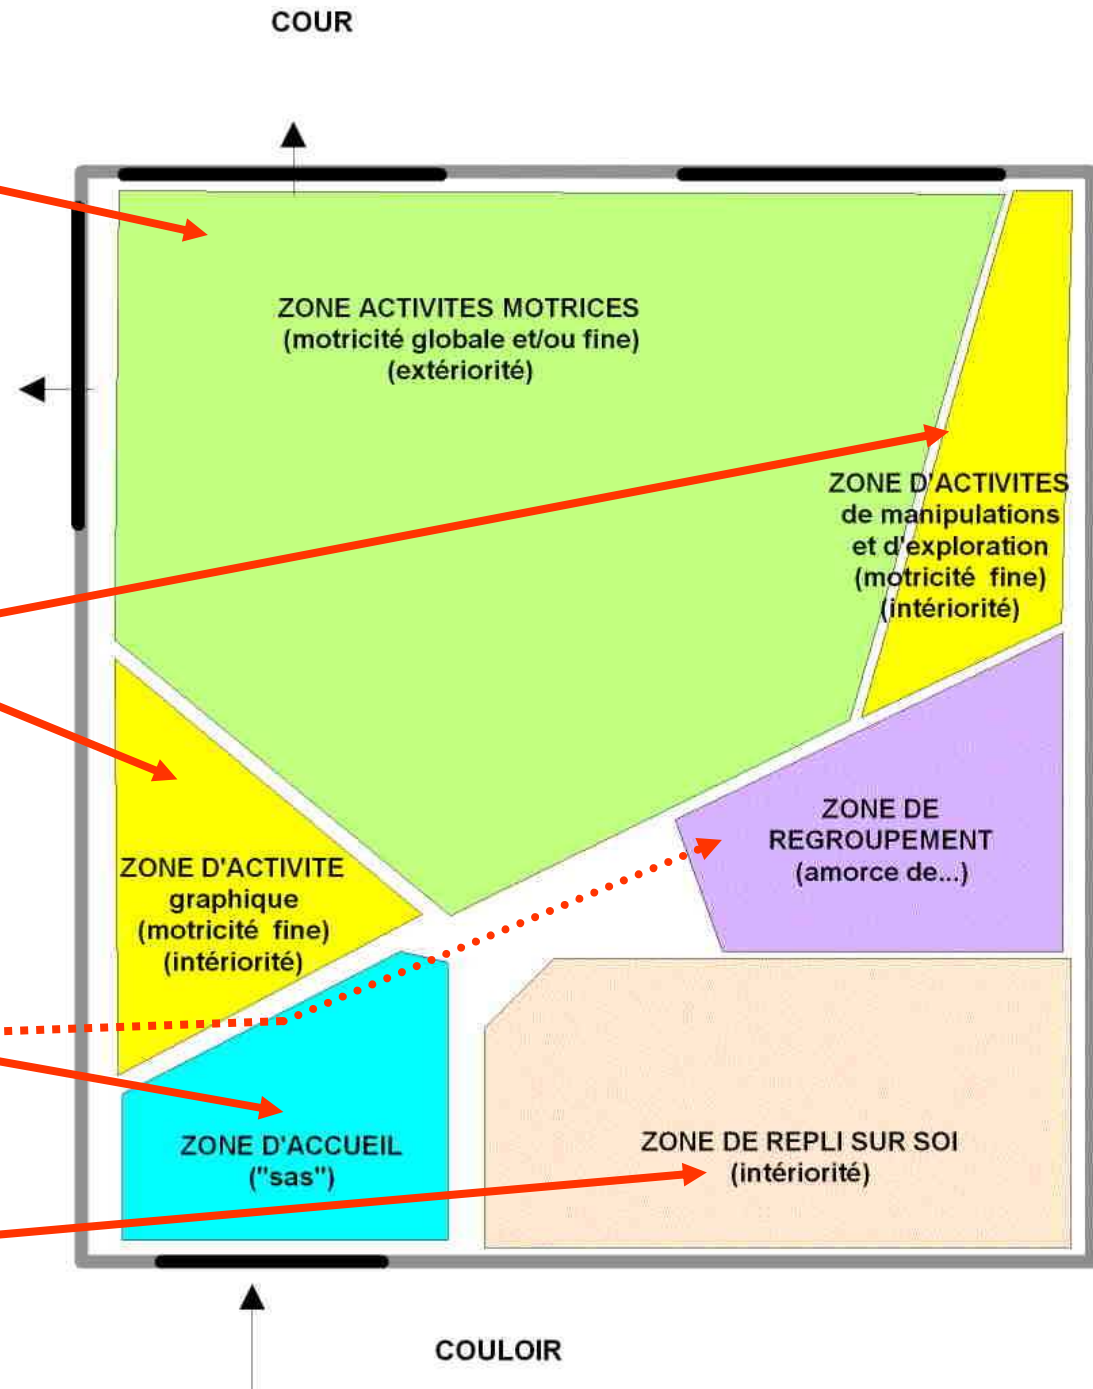 COUR
ZONE ACTIVITES MOTRICES
(motricité globale et/ou fine)
(extériorité)
ZONE D'ACTIVITES
de manipulations
et d'exploration
(motricité fine)
(intériorité)
ZONE DE
REGROUPEMENT
(amorce de...)
ZONE D'ACTIVITE
graphique
(motricité fine)
(intériorité)
ZONE D'ACCUEIL
("sas")
ZONE DE REPLI SUR SOI
(intériorité)
COULOIR